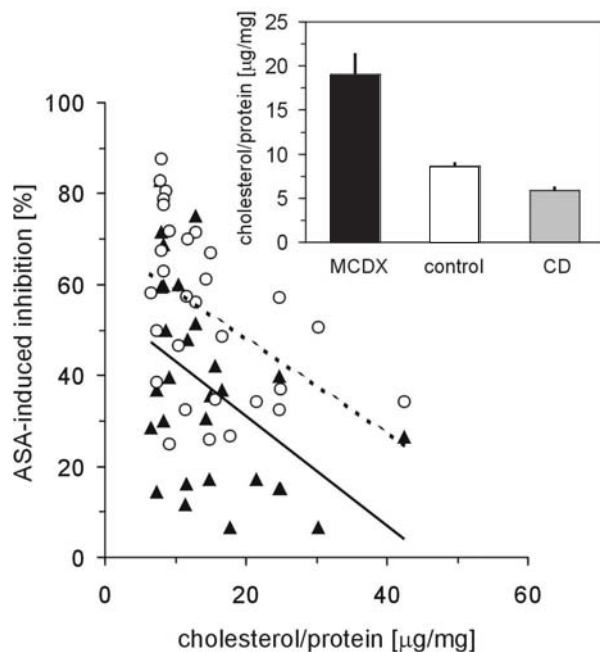 25
20
15
10
5
0
cholesterol/protein [µg/mg]
MCDX control CD
100
80
60
40
20
0
ASA-induced inhibition [%]
0 20 40 60
cholesterol/protein [µg/mg]